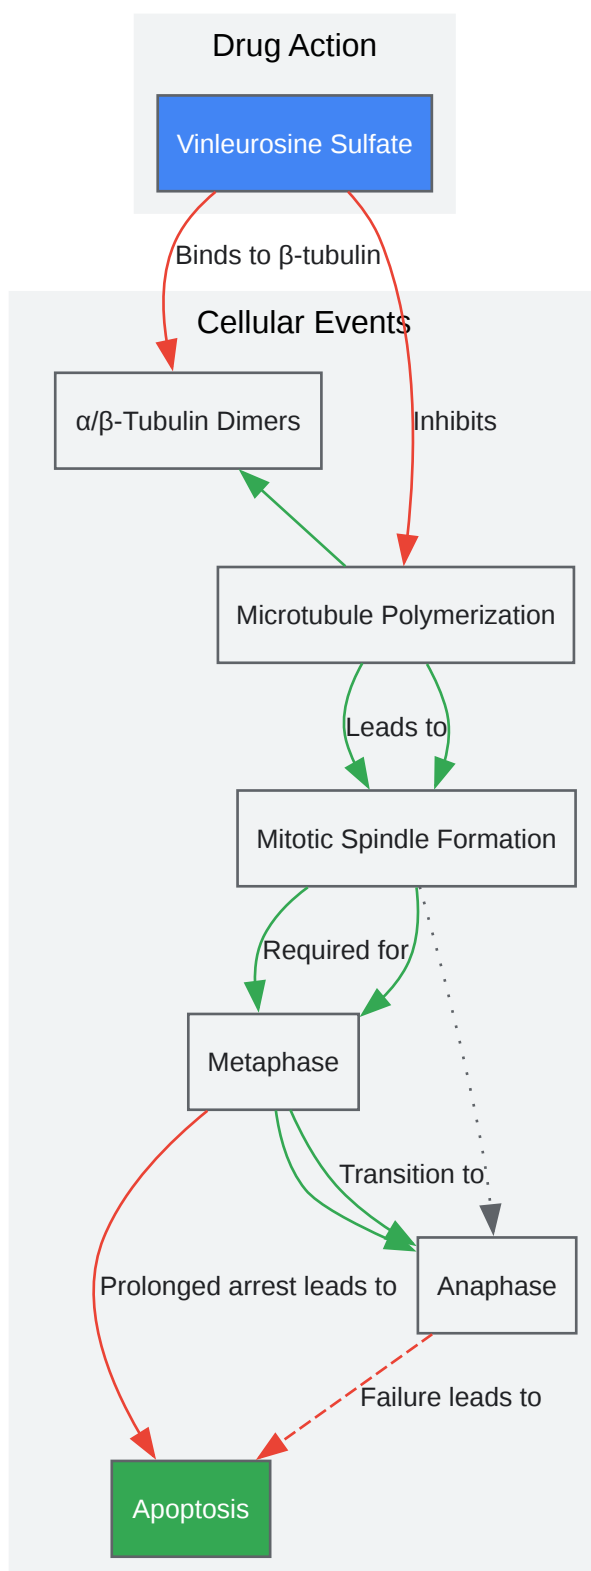 Drug Action
Vinleurosine Sulfate
Binds to β-tubulin
Cellular Events
α/β-Tubulin Dimers
Inhibits
Microtubule Polymerization
Leads to
Mitotic Spindle Formation
Required for
Metaphase
Transition to
Prolonged arrest leads to
Anaphase
Failure leads to
Apoptosis